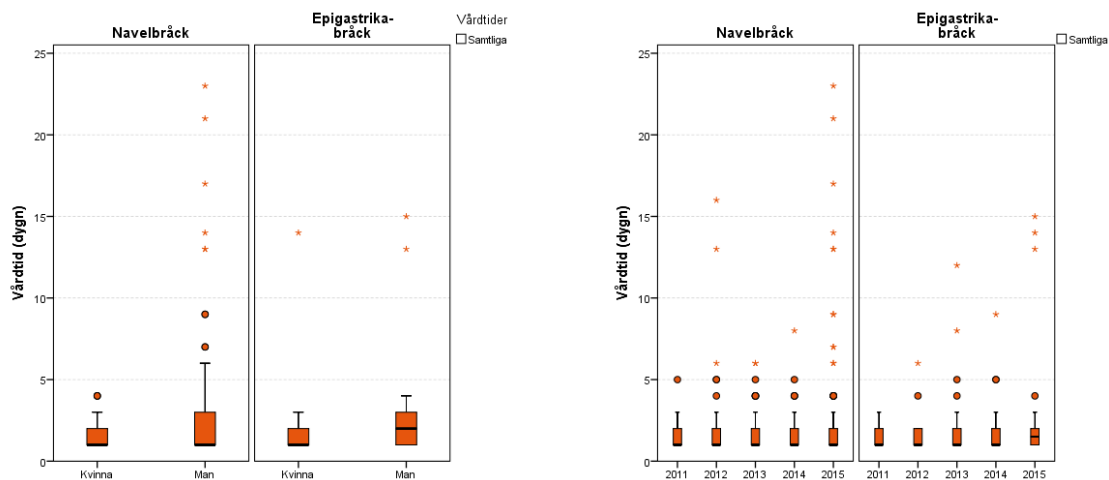 Navelbråck
Epigastrika-
bråck
Vårdtider
Samtliga
25
20
15
10
5
0
Vårdtid (dygn)
Kvinna Man Kvinna Man
Navelbråck
Epigastrika-
bråck
Samtliga
25
20
15
10
5
0
Vårdtid (dygn)
2011 2012 2013 2014 2015 2011 2012 2013 2014 2015